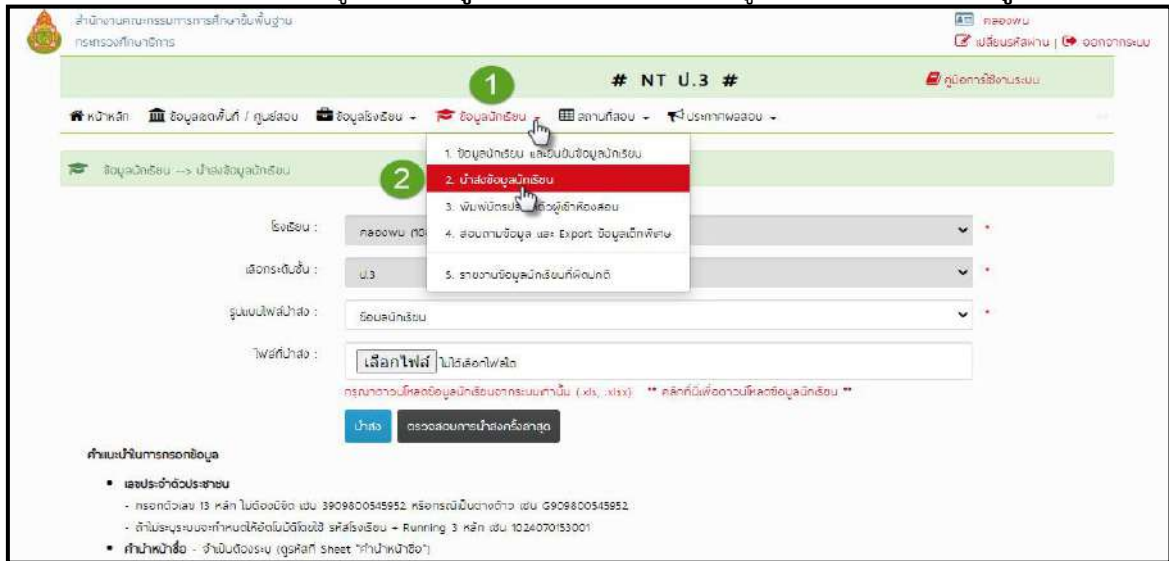 สำนักงานคณะกรรมการการศึกษาขั้นพื้นฐาน
กระทรวงศึกษาธิการ
คลองพน
เปลี่ยนรหัสผ่าน | ออกจากระบบ
# NT ป.3 #
คู่มือการใช้งานระบบ
1
หน้าหลัก ข้อมูลเขตพื้นที่ / ศูนย์สอบ ข้อมูลโรงเรียน ข้อมูลนักเรียน สถานที่สอบ ประกาศผลสอบ
1. ข้อมูลนักเรียน และยืนยันข้อมูลนักเรียน
ข้อมูลนักเรียน --> นำส่งข้อมูลนักเรียน
2
2. นำส่งข้อมูลนักเรียน
3. พิมพ์บัตรประจำตัวผู้เข้าห้องสอบ
4. สอบถามข้อมูล และ Export ข้อมูลเด็กพิเศษ
5. รายงานข้อมูลนักเรียนที่ผิดปกติ
โรงเรียน : คลองพน *
เลือกระดับชั้น : ป.3 *
รูปแบบไฟล์นำส่ง : ข้อมูลนักเรียน *
ไฟล์ที่นำส่ง : เลือกไฟล์ ไม่ได้เลือกไฟล์ใด
กรุณาดาวน์โหลดข้อมูลนักเรียนจากระบบเท่านั้น (.xls, .xlsx) ** คลิกที่นี่เพื่อดาวน์โหลดข้อมูลนักเรียน **
นำส่ง ตรวจสอบการนำส่งครั้งล่าสุด
คำแนะนำในการกรอกข้อมูล
• เลขประจำตัวประชาชน
- กรอกตัวเลข 13 หลัก ไม่ต้องมีขีด เช่น 3909800545952 หรือกรณีเป็นต่างด้าว เช่น G909800545952
- ถ้าไม่ระบุระบบจะกำหนดให้อัตโนมัติโดยใช้ รหัสโรงเรียน + Running 3 หลัก เช่น 1024070153001
• คำนำหน้าชื่อ - จำเป็นต้องระบุ (ดูรหัสที่ Sheet "คำนำหน้าชื่อ")